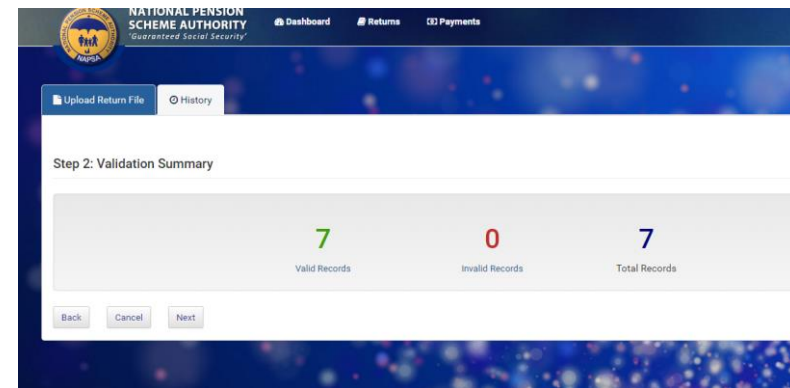 NATIONAL PENSION
SCHEME AUTHORITY
'Guaranteed Social Security'
NAPSA
Dashboard
Returns
Payments
Upload Return File
History
Step 2: Validation Summary
7
0
7
Valid Records
Invalid Records
Total Records
Back
Cancel
Next